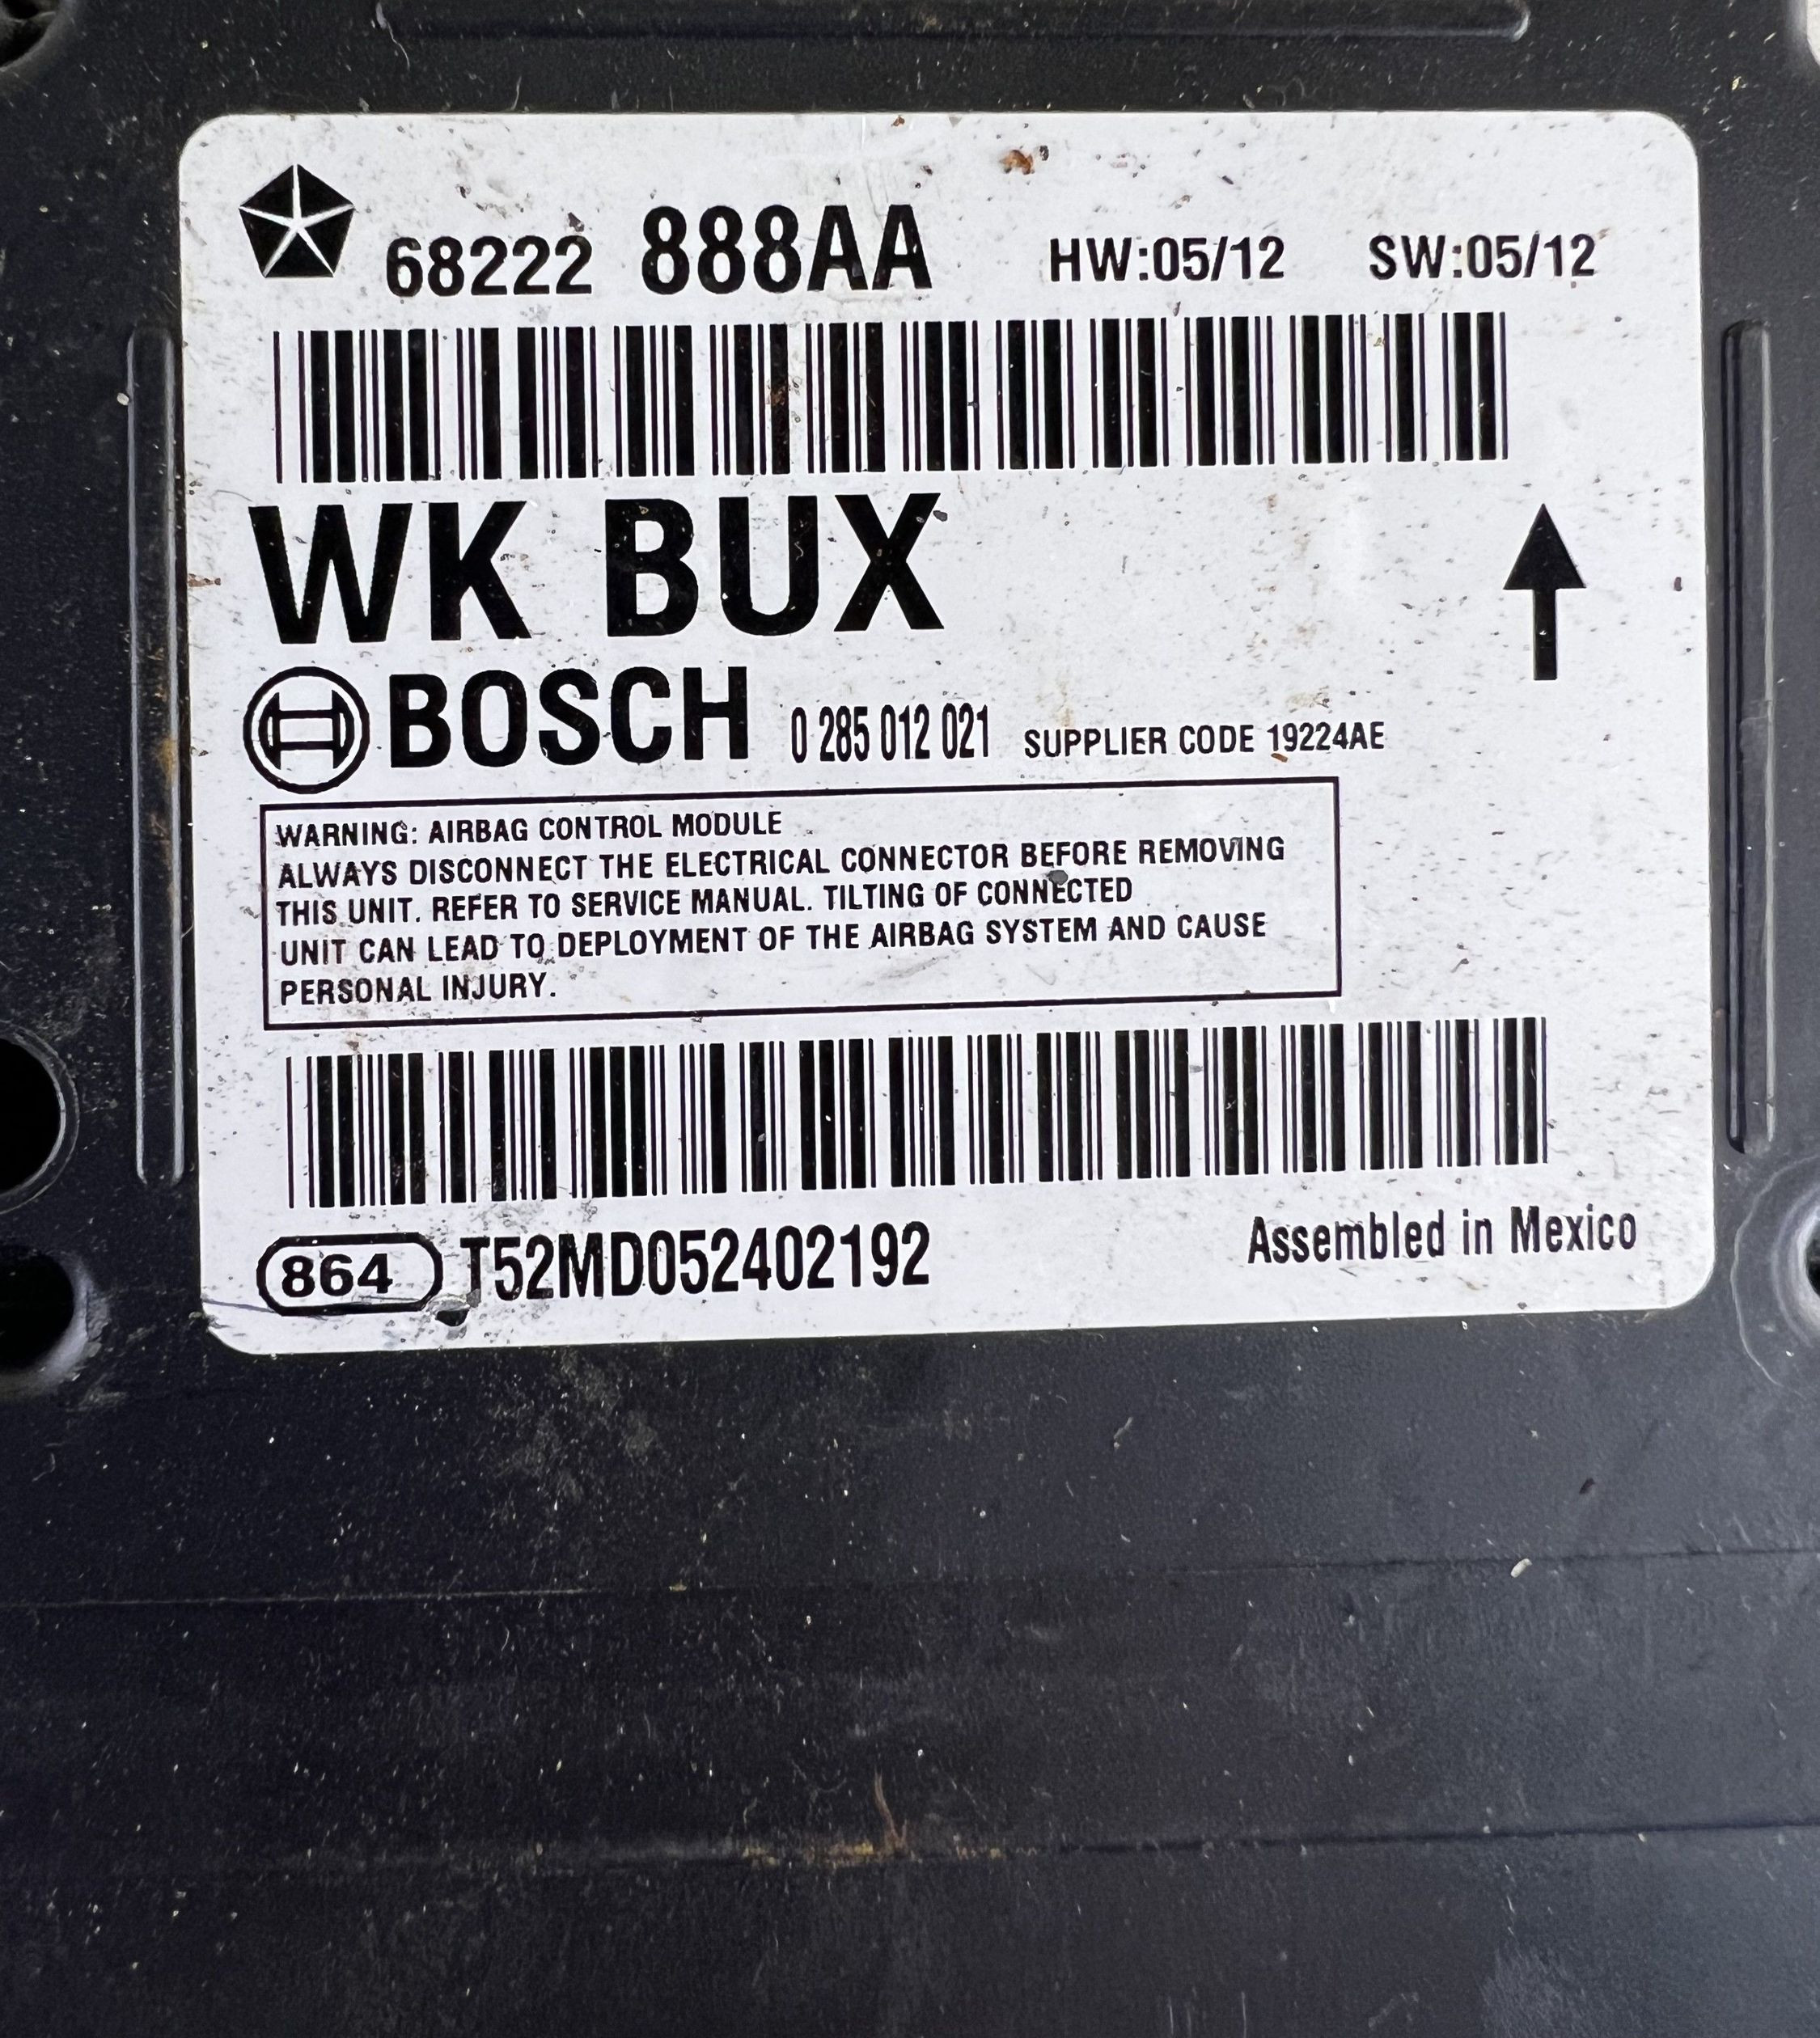 68222 888AA HW:05/12 SW:05/12
WK BUX
BOSCH 0 285 012 021 SUPPLIER CODE 19224AE
WARNING: AIRBAG CONTROL MODULE
ALWAYS DISCONNECT THE ELECTRICAL CONNECTOR BEFORE REMOVING
THIS UNIT. REFER TO SERVICE MANUAL. TILTING OF CONNECTED
UNIT CAN LEAD TO DEPLOYMENT OF THE AIRBAG SYSTEM AND CAUSE
PERSONAL INJURY.
864 T52MD052402192 Assembled in Mexico